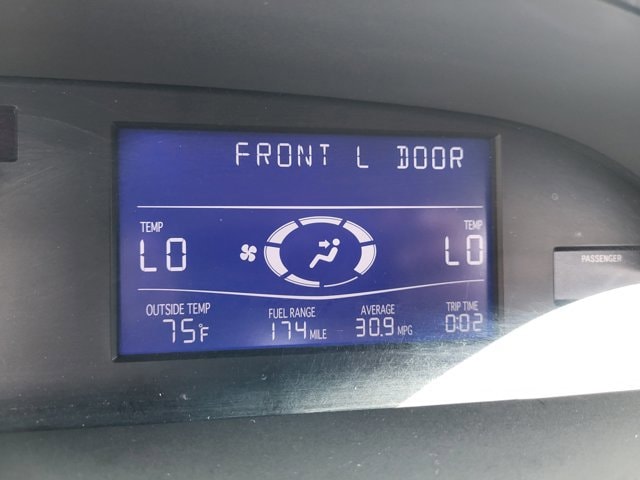 FRONT L DOOR
TEMP TEMP
LO LO
OUTSIDE TEMP FUEL RANGE AVERAGE TRIP TIME
75°F 174 MILE 30.9 MPG 0:02
PASSENGER